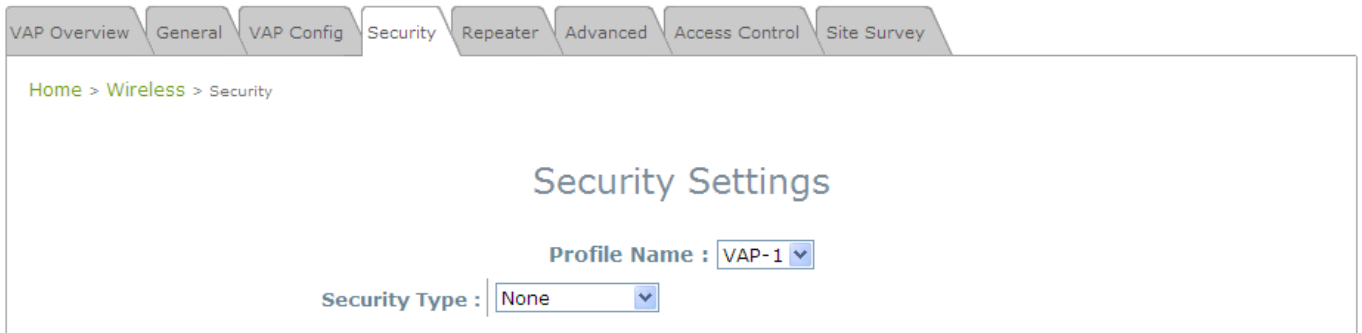 VAP Overview General VAP Config Security Repeater Advanced Access Control Site Survey
Home > Wireless > Security
Security Settings
Profile Name : VAP-1
Security Type : None